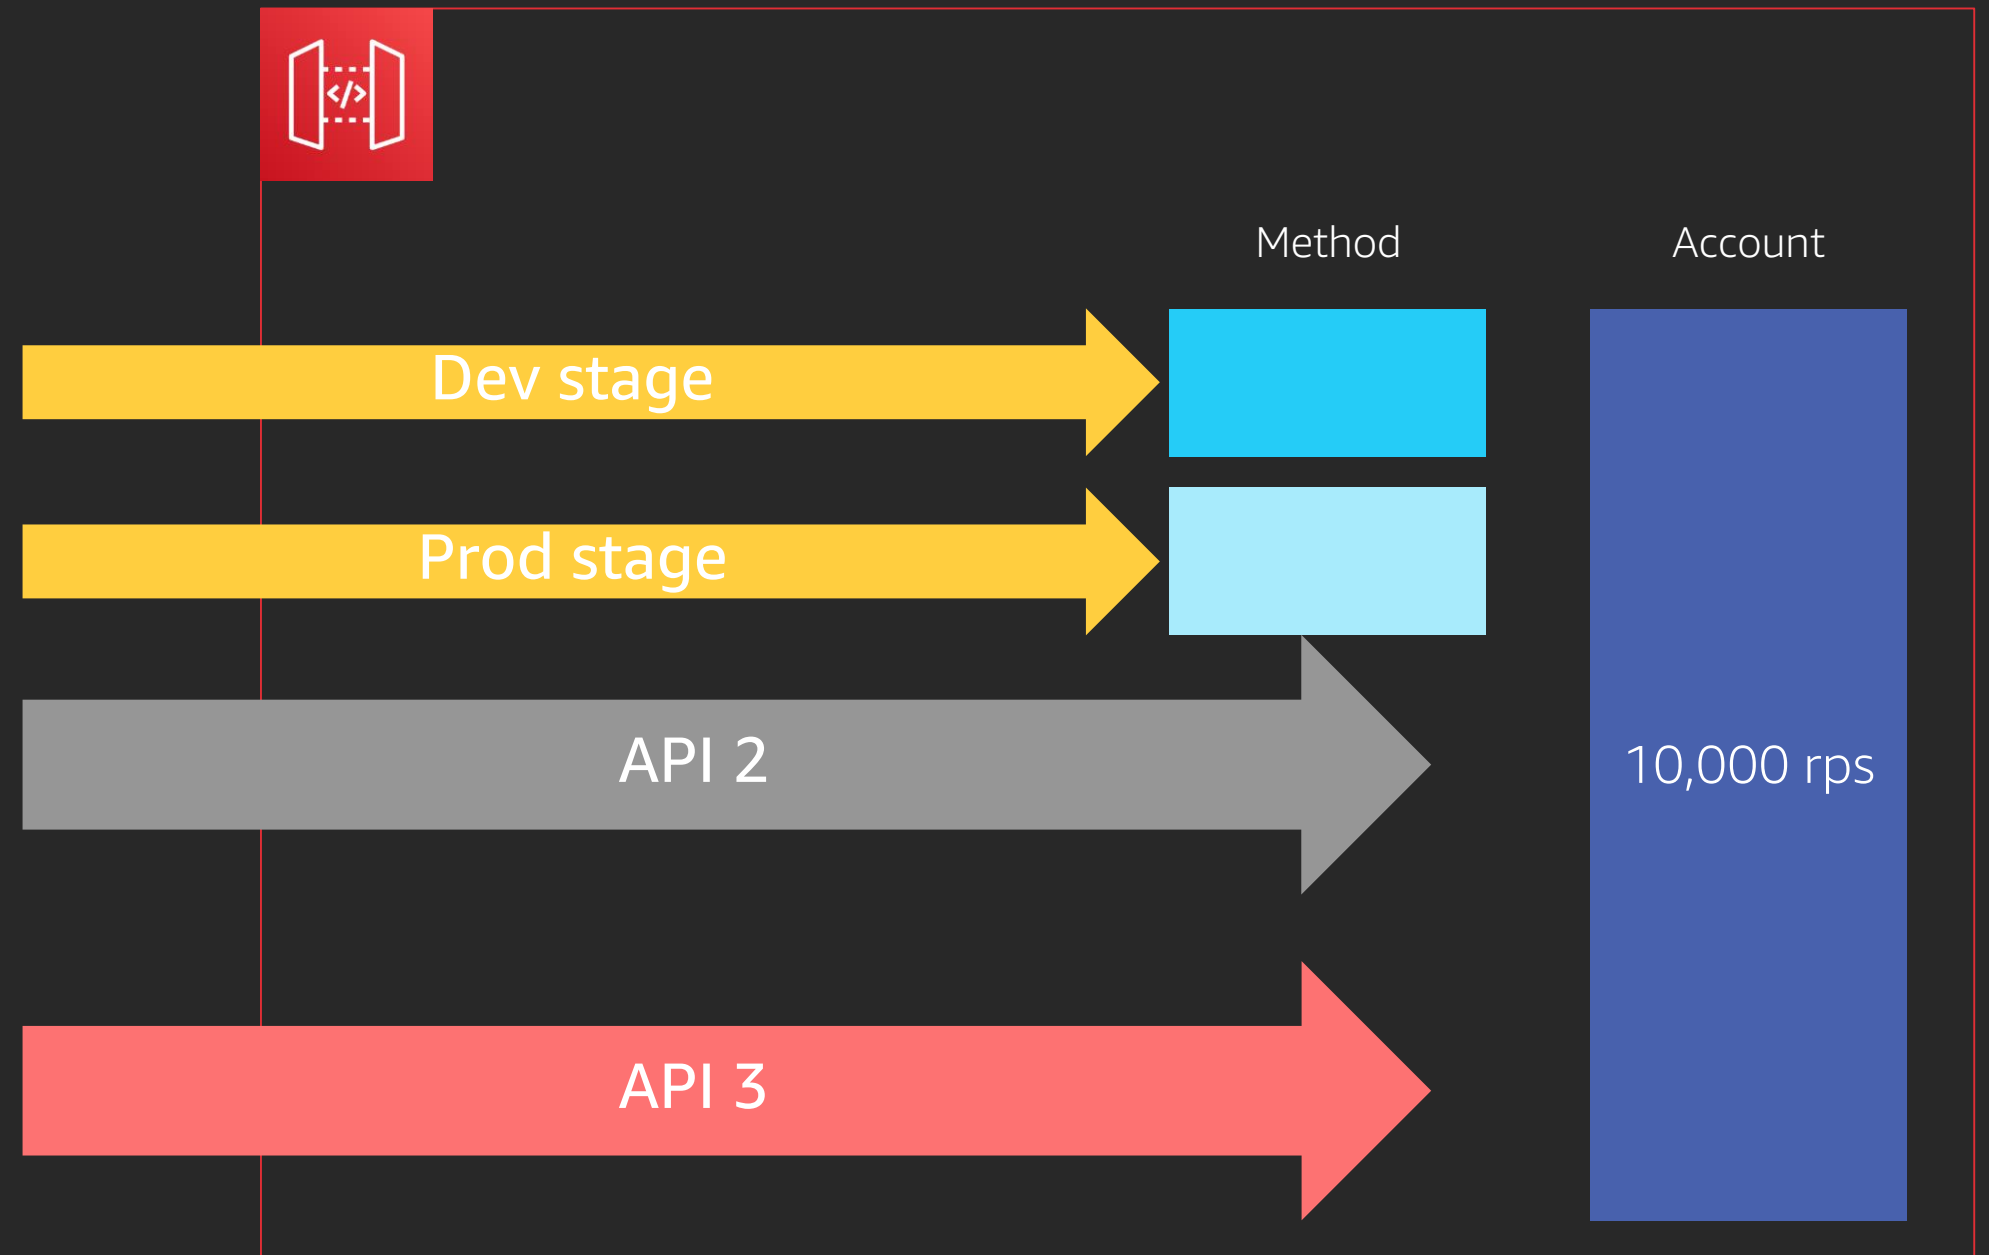 Method
Account
Dev stage
Prod stage
API 2
10,000 rps
API 3